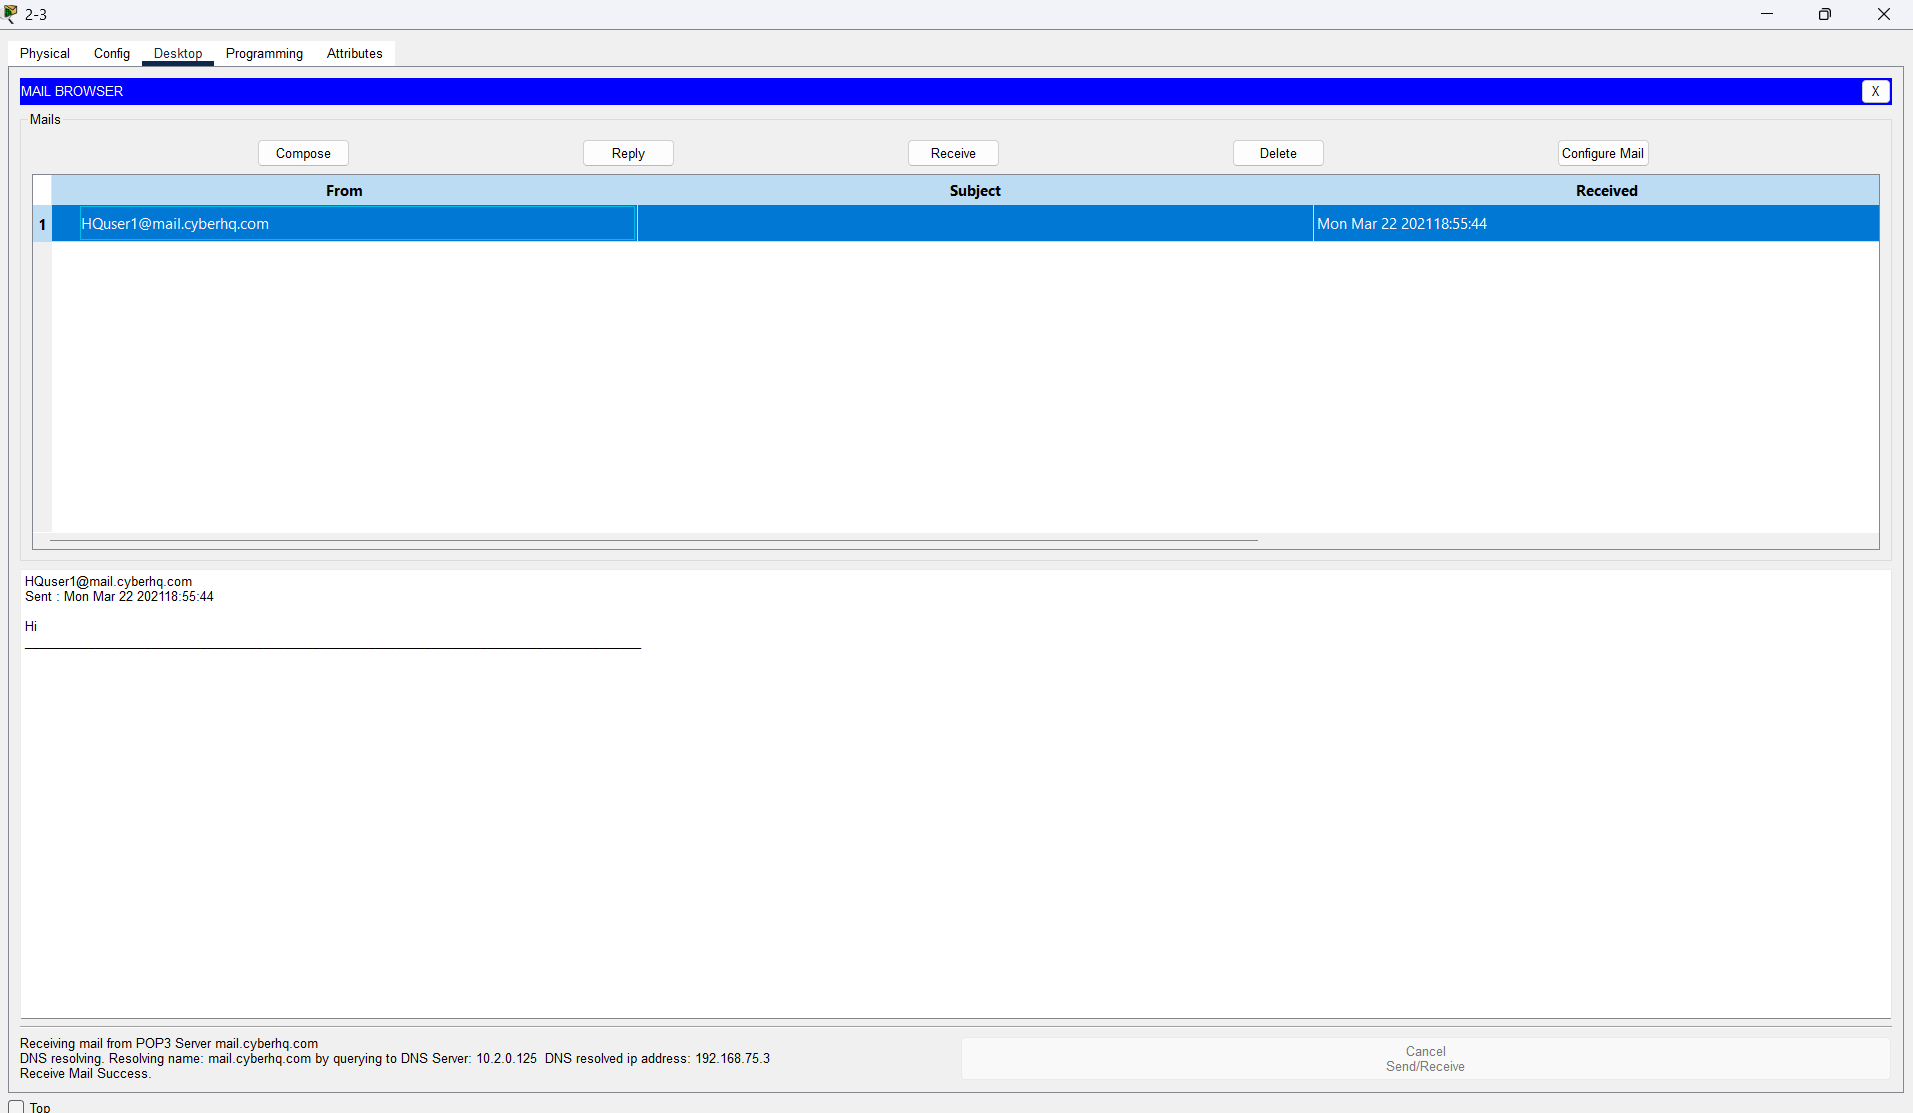 2-3
Physical Config Desktop Programming Attributes
MAIL BROWSER
X
Mails
Compose Reply Receive Delete Configure Mail
From Subject Received
1 HQuser1@mail.cyberhq.com Mon Mar 22 202118:55:44
HQuser1@mail.cyberhq.com
Sent : Mon Mar 22 202118:55:44
Hi
Receiving mail from POP3 Server mail.cyberhq.com
DNS resolving. Resolving name: mail.cyberhq.com by querying to DNS Server: 10.2.0.125 DNS resolved ip address: 192.168.75.3
Receive Mail Success.
Cancel
Send/Receive
Top